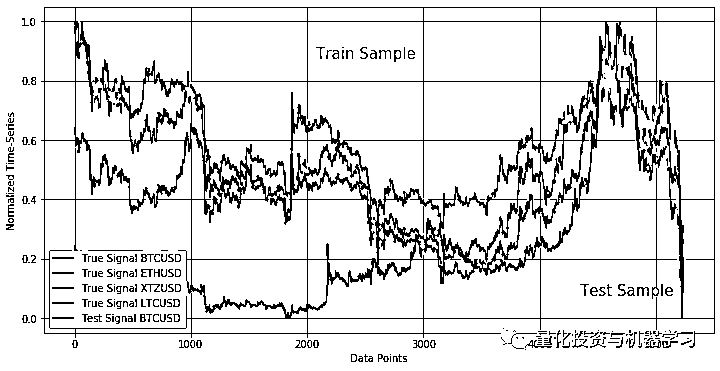 1.0
Train Sample
0.8
0.6
Normalized Time-Series
0.4
0.2
True Signal BTCUSD
True Signal ETHUSD
True Signal XTZUSD
True Signal LTCUSD
Test Signal BTCUSD
Test Sample
0.0
0
1000
2000
3000
Data Points
量化投资与机器学习